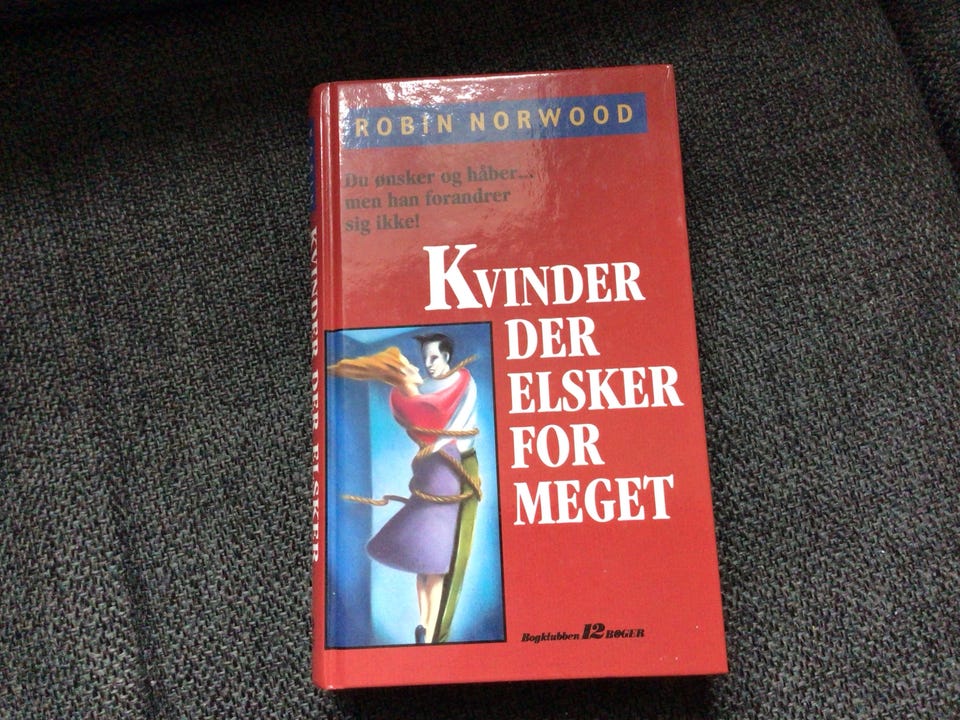 ROBIN NORWOOD
Du ønsker og håber...
men han forandrer
sig ikke!
KVINDER
DER
ELSKER
FOR
MEGET
Bogklubben 12 BØGER
KVINDER DER ELSKER